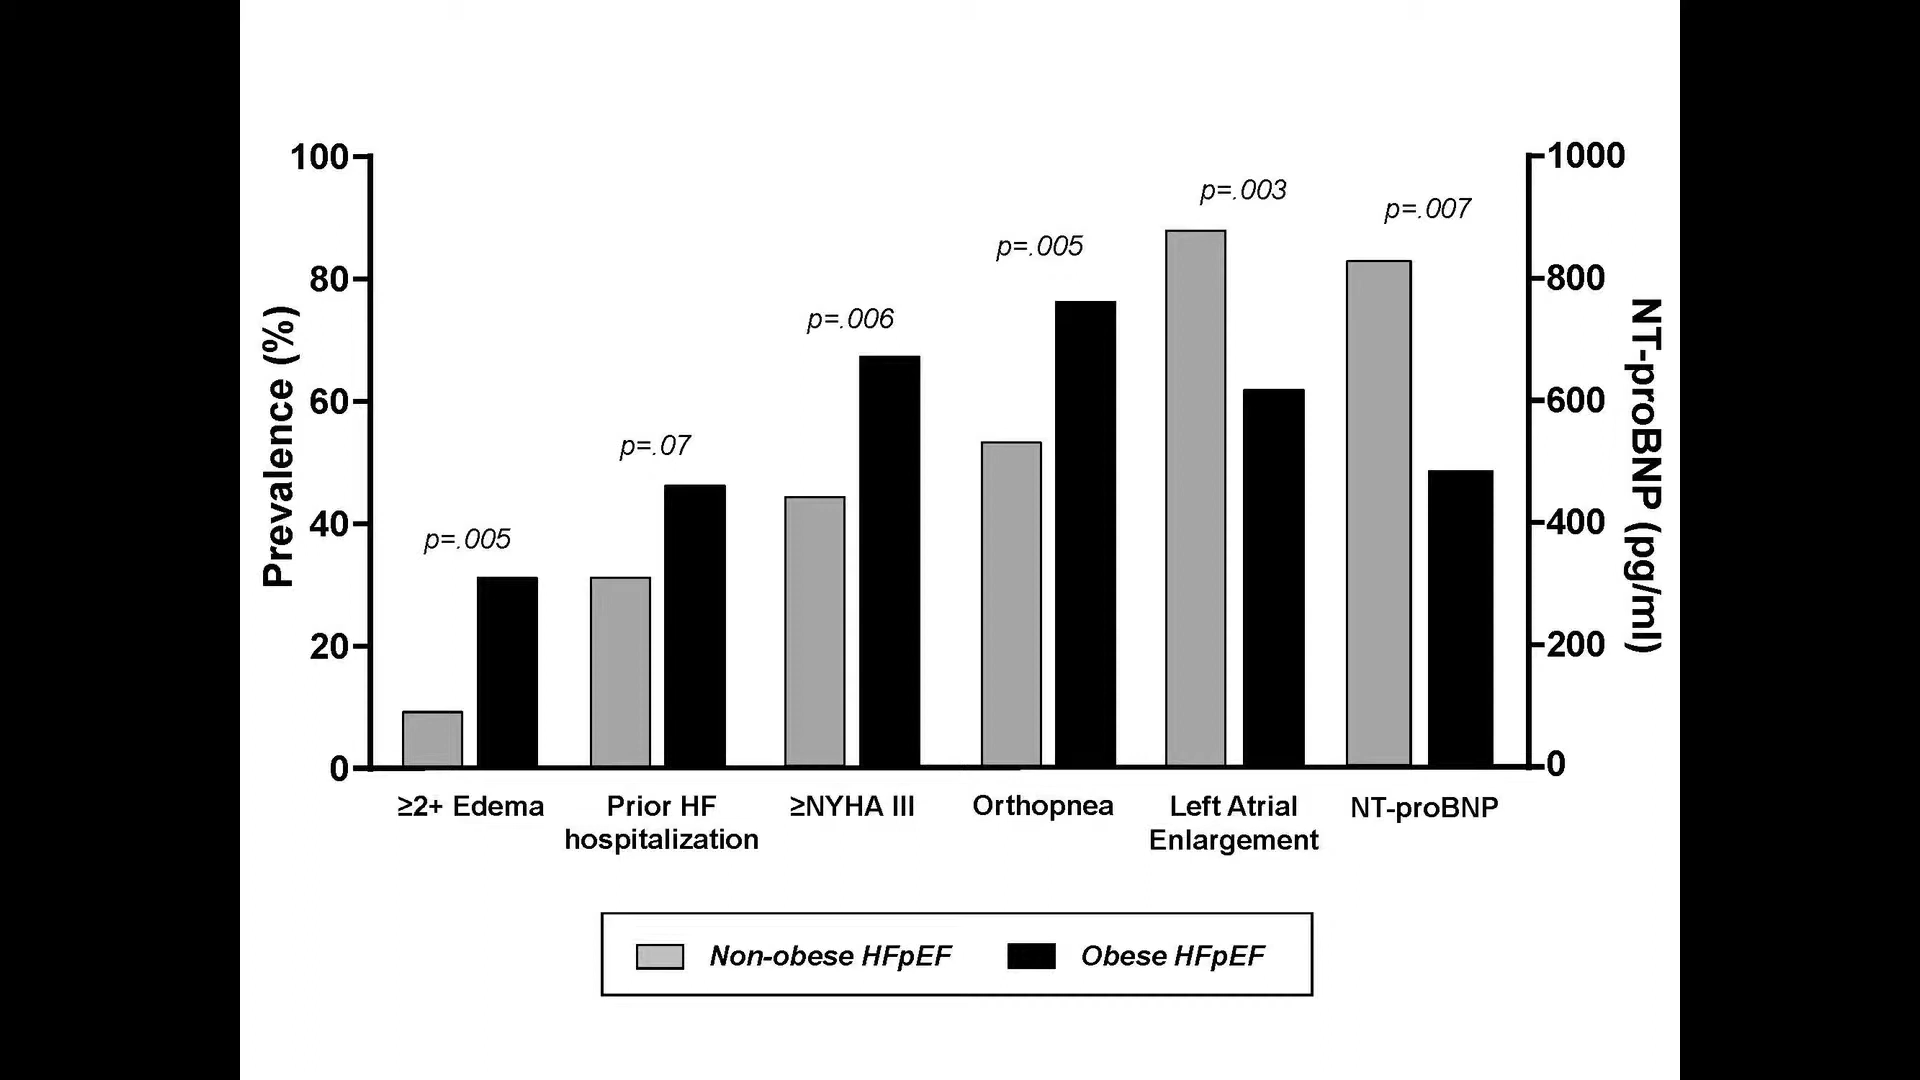 100
80
60
40
20
0
Prevalence (%)
1000
800
600
400
200
0
NT-proBNP (pg/ml)
p=.005
p=.07
p=.006
p=.005
p=.003
p=.007
≥2+ Edema
Prior HF
hospitalization
≥NYHA III
Orthopnea
Left Atrial
Enlargement
NT-proBNP
Non-obese HFpEF
Obese HFpEF